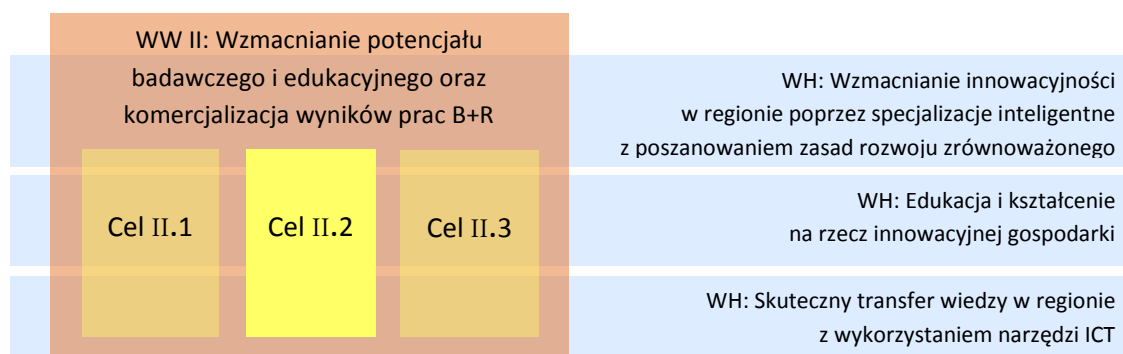 WW II: Wzmacnianie potencjału
badawczego i edukacyjnego oraz
komercjalizacja wyników prac B+R
WH: Wzmacnianie innowacyjności
w regionie poprzez specjalizacje inteligentne
z poszanowaniem zasad rozwoju zrównoważonego
Cel II.1
Cel II.2
Cel II.3
WH: Edukacja i kształcenie
na rzecz innowacyjnej gospodarki
WH: Skuteczny transfer wiedzy w regionie
z wykorzystaniem narzędzi ICT